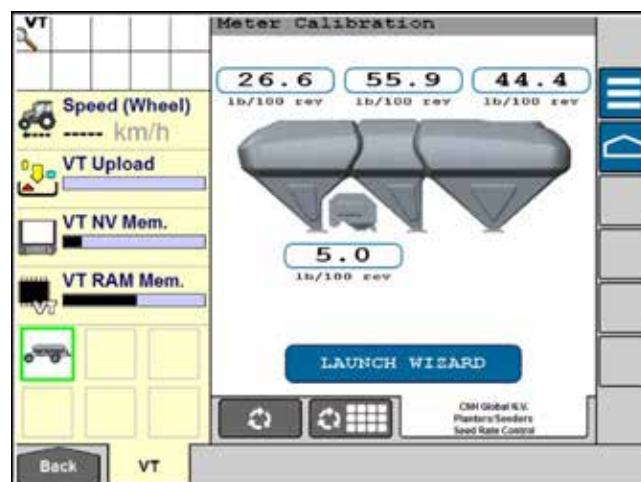 VT
Meter Calibration
26.6
55.9
44.4
lb/100 rev
lb/100 rev
lb/100 rev
Speed (Wheel)
----- km/h
VT Upload
VT NV Mem.
VT RAM Mem.
VT
5.0
lb/100 rev
LAUNCH WIZARD
CNH Global N.V.
Planters/Seeders
Seed Rate Control
Back
VT